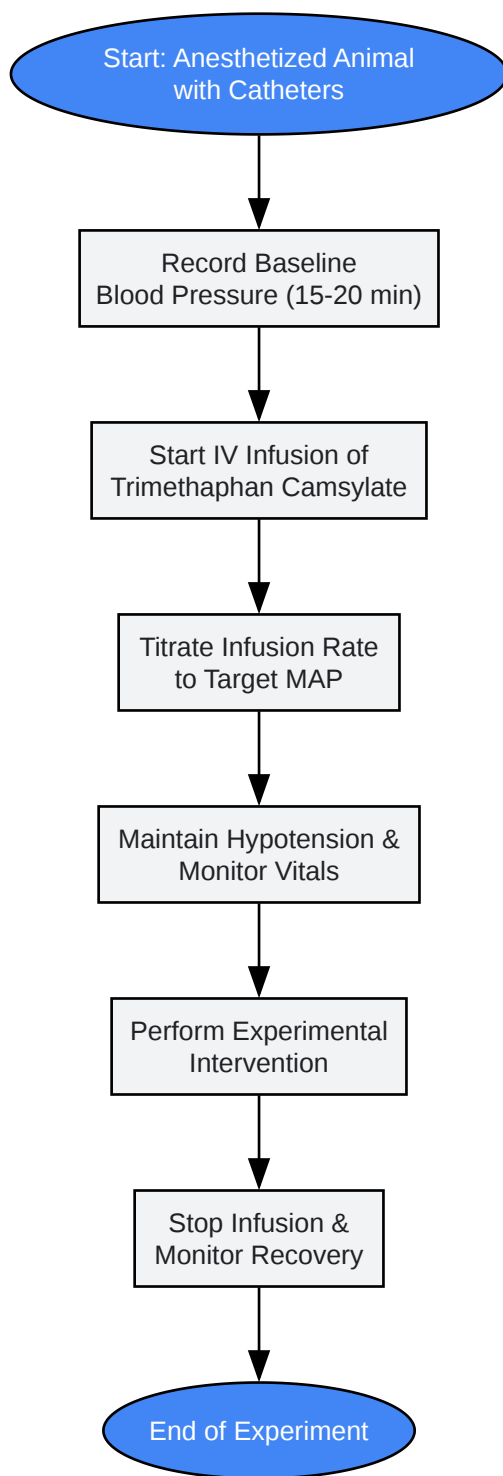 Start: Anesthetized Animal
with Catheters
Record Baseline
Blood Pressure (15-20 min)
Start IV Infusion of
Trimethaphan Camsylate
Titrate Infusion Rate
to Target MAP
Maintain Hypotension &
Monitor Vitals
Perform Experimental
Intervention
Stop Infusion &
Monitor Recovery
End of Experiment